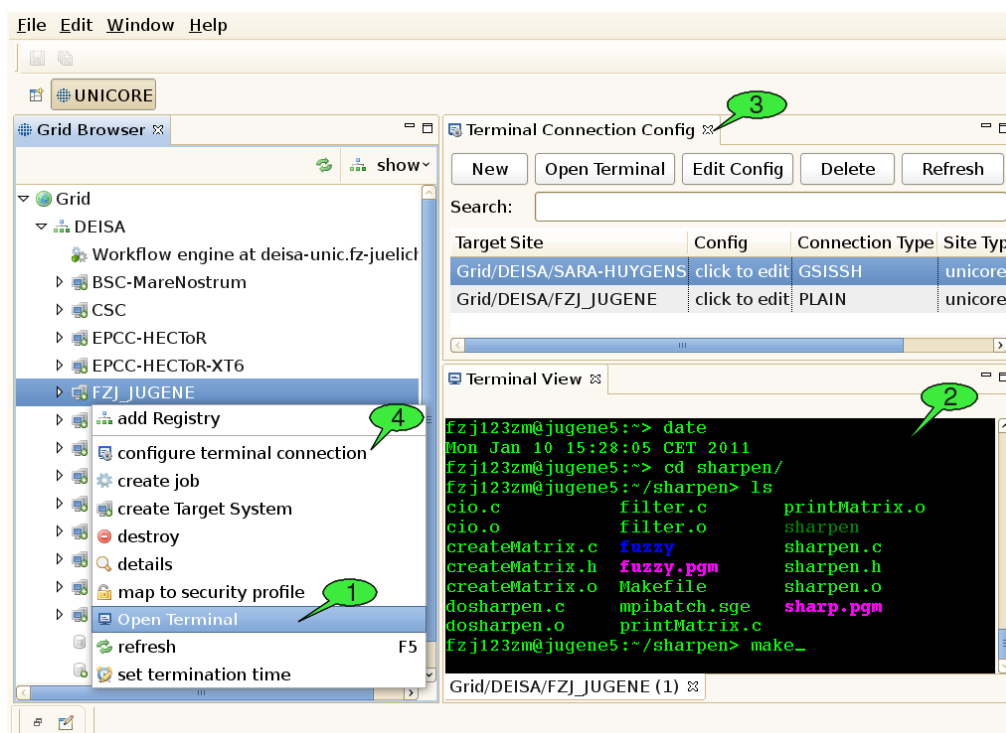 File Edit Window Help
UNICORE
Grid Browser
show
Grid
DEISA
Workflow engine at deisa-unic.fz-juelich
BSC-MareNostrum
CSC
EPCC-HECToR
EPCC-HECToR-XT6
FZJ_JUGENE
add Registry
4
configure terminal connection
create job
create Target System
destroy
details
map to security profile
1
Open Terminal
refresh F5
set termination time
3
Terminal Connection Config
New Open Terminal Edit Config Delete Refresh
Search:
Target Site Config Connection Type Site Typ
Grid/DEISA/SARA-HUYGENS click to edit GSISSH unicore
Grid/DEISA/FZJ_JUGENE click to edit PLAIN unicore
Terminal View
2
fzj123zm@jugene5:~> date
Mon Jan 10 15:28:05 CET 2011
fzj123zm@jugene5:~> cd sharpen/
fzj123zm@jugene5:~/sharpen> ls
cio.c filter.c printMatrix.o
cio.o filter.o sharpen
createMatrix.c fuzzy sharpen.c
createMatrix.h fuzzy.pgm sharpen.h
createMatrix.o Makefile sharpen.o
dosharpen.c mpibatch.sge sharp.pgm
dosharpen.o printMatrix.c
fzj123zm@jugene5:~/sharpen> make_
Grid/DEISA/FZJ_JUGENE (1)